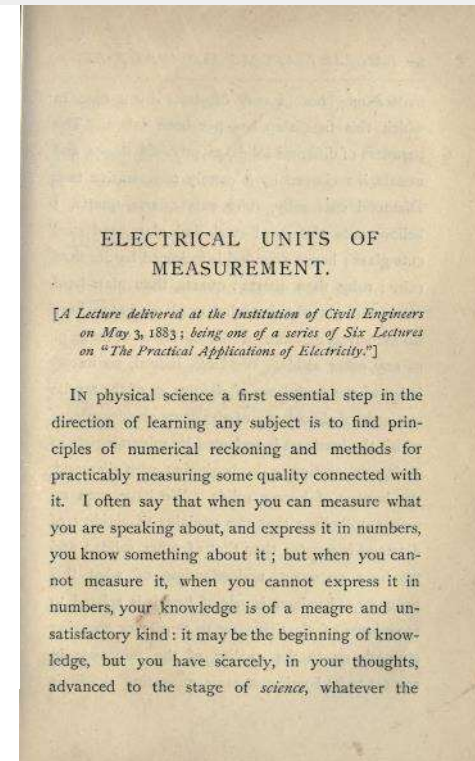 ELECTRICAL UNITS OF
MEASUREMENT.
[A Lecture delivered at the Institution of Civil Engineers
on May 3, 1883; being one of a series of Six Lectures
on "The Practical Applications of Electricity."]
IN physical science a first essential step in the
direction of learning any subject is to find prin-
ciples of numerical reckoning and methods for
practicably measuring some quality connected with
it. I often say that when you can measure what
you are speaking about, and express it in numbers,
you know something about it; but when you can-
not measure it, when you cannot express it in
numbers, your knowledge is of a meagre and un-
satisfactory kind: it may be the beginning of know-
ledge, but you have scarcely, in your thoughts,
advanced to the stage of science, whatever the